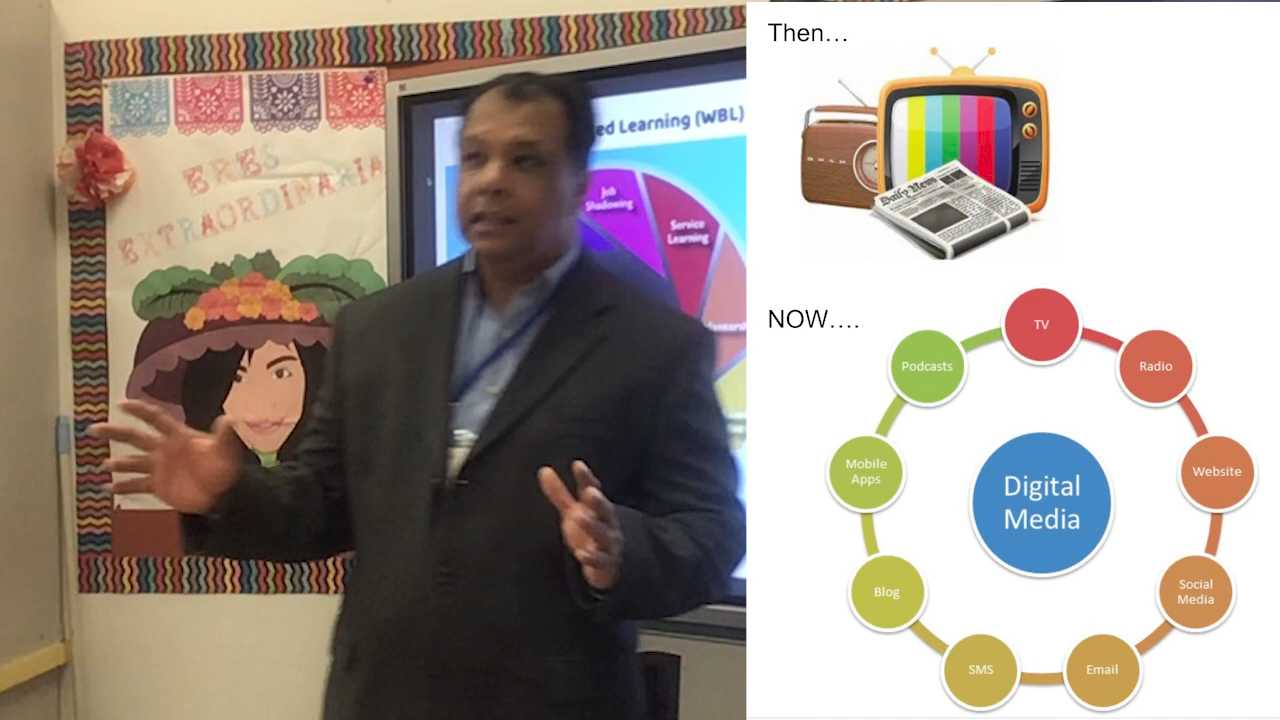 ERES
EXTRAORDINARIA
ed Learning (WBL)
Job
Shadowing
Service
Learning
Then...
Daily News
NOW....
TV
Radio
Website
Social
Media
Email
SMS
Blog
Mobile
Apps
Podcasts
Digital
Media